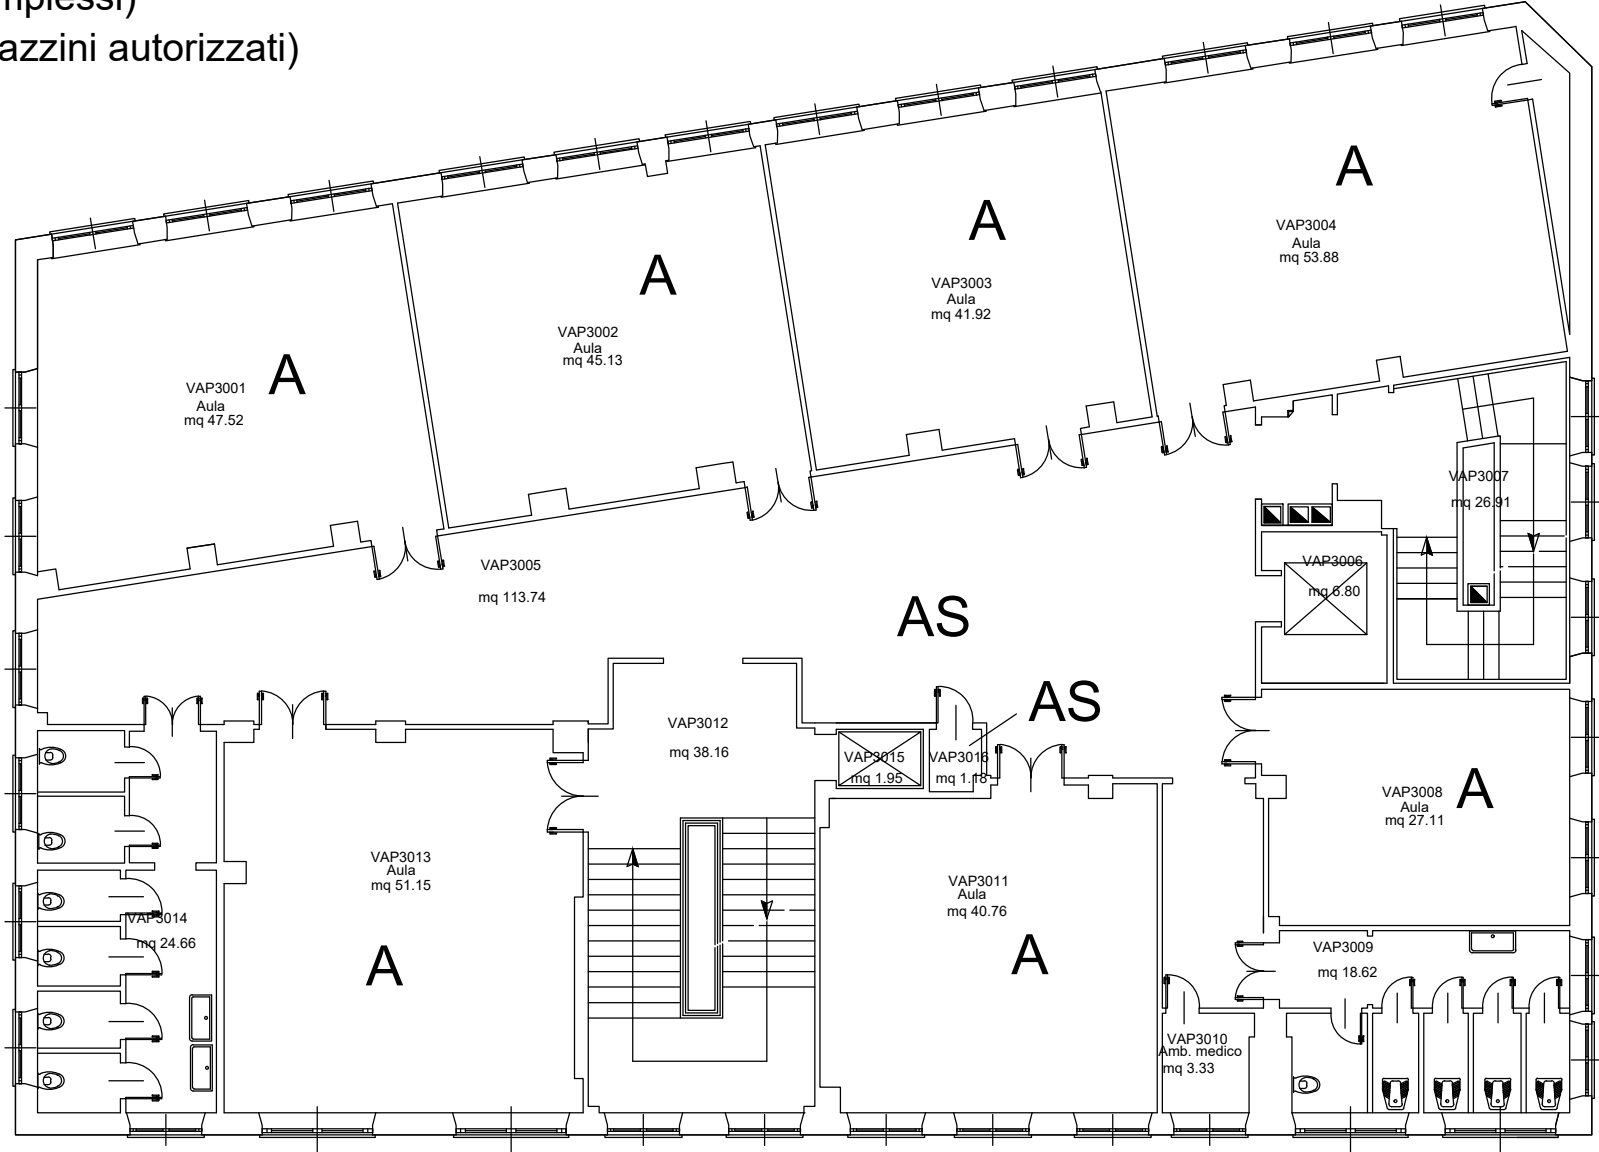 mplessi)
azzini autorizzati)
A
VAP3004
Aula
mq 53.88
A
VAP3003
Aula
mq 41.92
A
VAP3002
Aula
mq 45.13
A
VAP3001
Aula
mq 47.52
VAP3007
mq 26.91
VAP3005
mq 113.74
VAP3006
mq 6.80
AS
AS
VAP3012
mq 38.16
VAP3015
mq 1.95
VAP3016
mq 1.18
VAP3008
Aula
mq 27.11
A
VAP3013
Aula
mq 51.15
A
VAP3011
Aula
mq 40.76
A
VAP3014
mq 24.66
VAP3009
mq 18.62
VAP3010
Amb. medico
mq 3.33